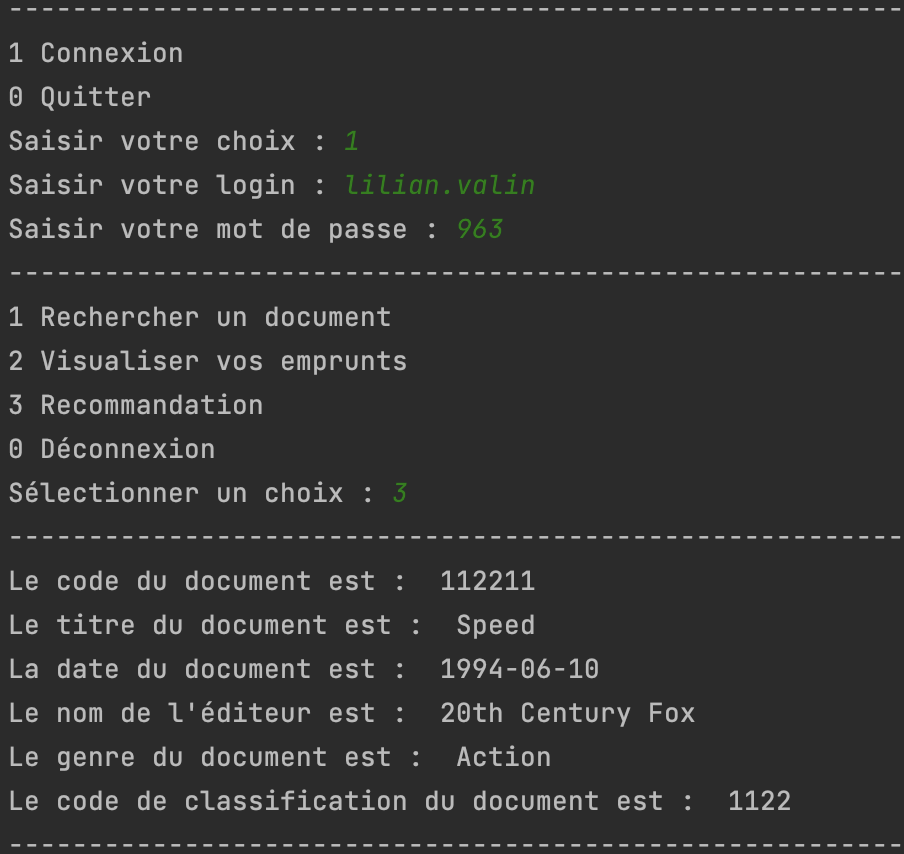 --------------------------------------------------------
1 Connexion
0 Quitter
Saisir votre choix : 1
Saisir votre login : lilian.valin
Saisir votre mot de passe : 963
--------------------------------------------------------
1 Rechercher un document
2 Visualiser vos emprunts
3 Recommandation
0 Déconnexion
Sélectionner un choix : 3
--------------------------------------------------------
Le code du document est :  112211
Le titre du document est :  Speed
La date du document est :  1994-06-10
Le nom de l'éditeur est :  20th Century Fox
Le genre du document est :  Action
Le code de classification du document est :  1122
--------------------------------------------------------